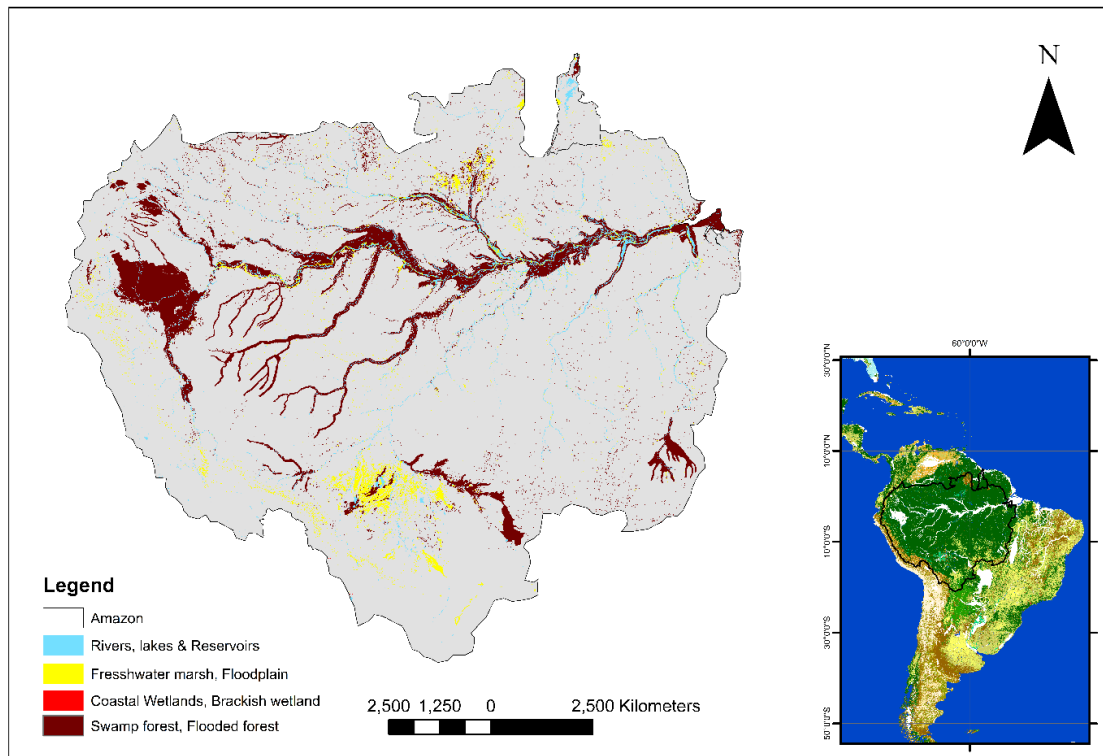 N
60°0'0"W
30°0'0"N
10°0'0"N
10°0'0"S
30°0'0"S
50°0'0"S
Legend
Amazon
Rivers, lakes & Reservoirs
Fresshwater marsh, Floodplain
Coastal Wetlands, Brackish wetland
Swamp forest, Flooded forest
2,500 1,250 0 2,500 Kilometers